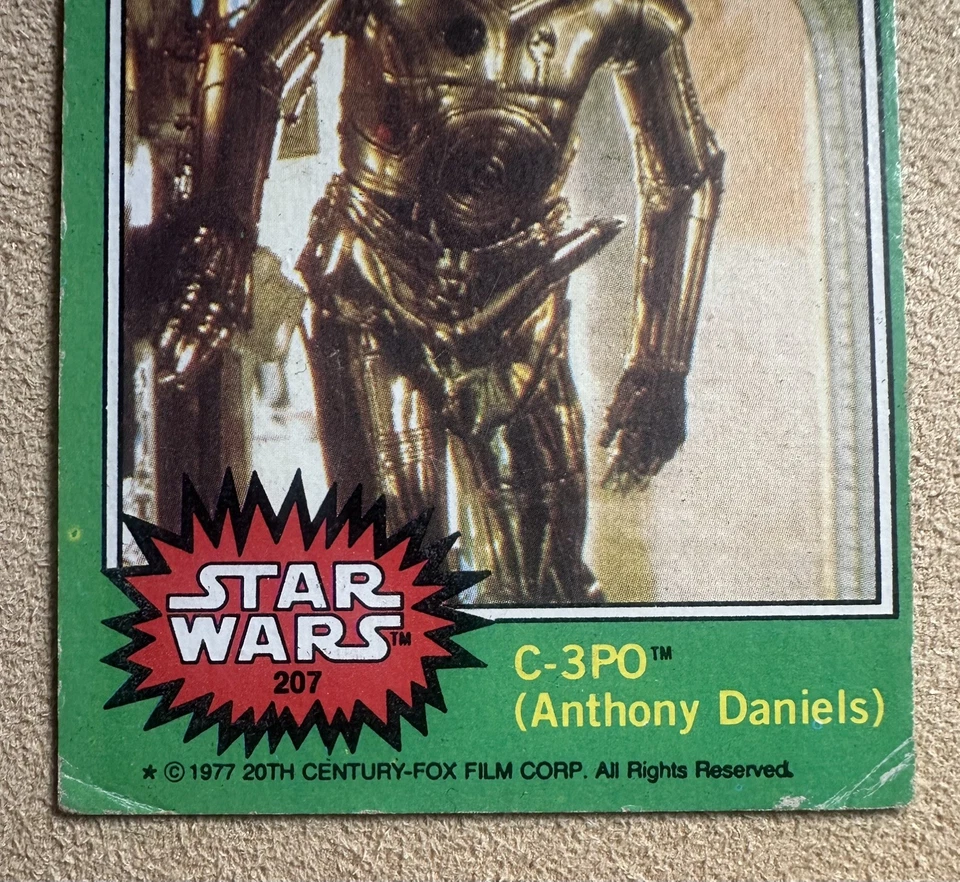 STAR
WARS™
207
C-3PO™
(Anthony Daniels)
* © 1977 20TH CENTURY-FOX FILM CORP. All Rights Reserved.